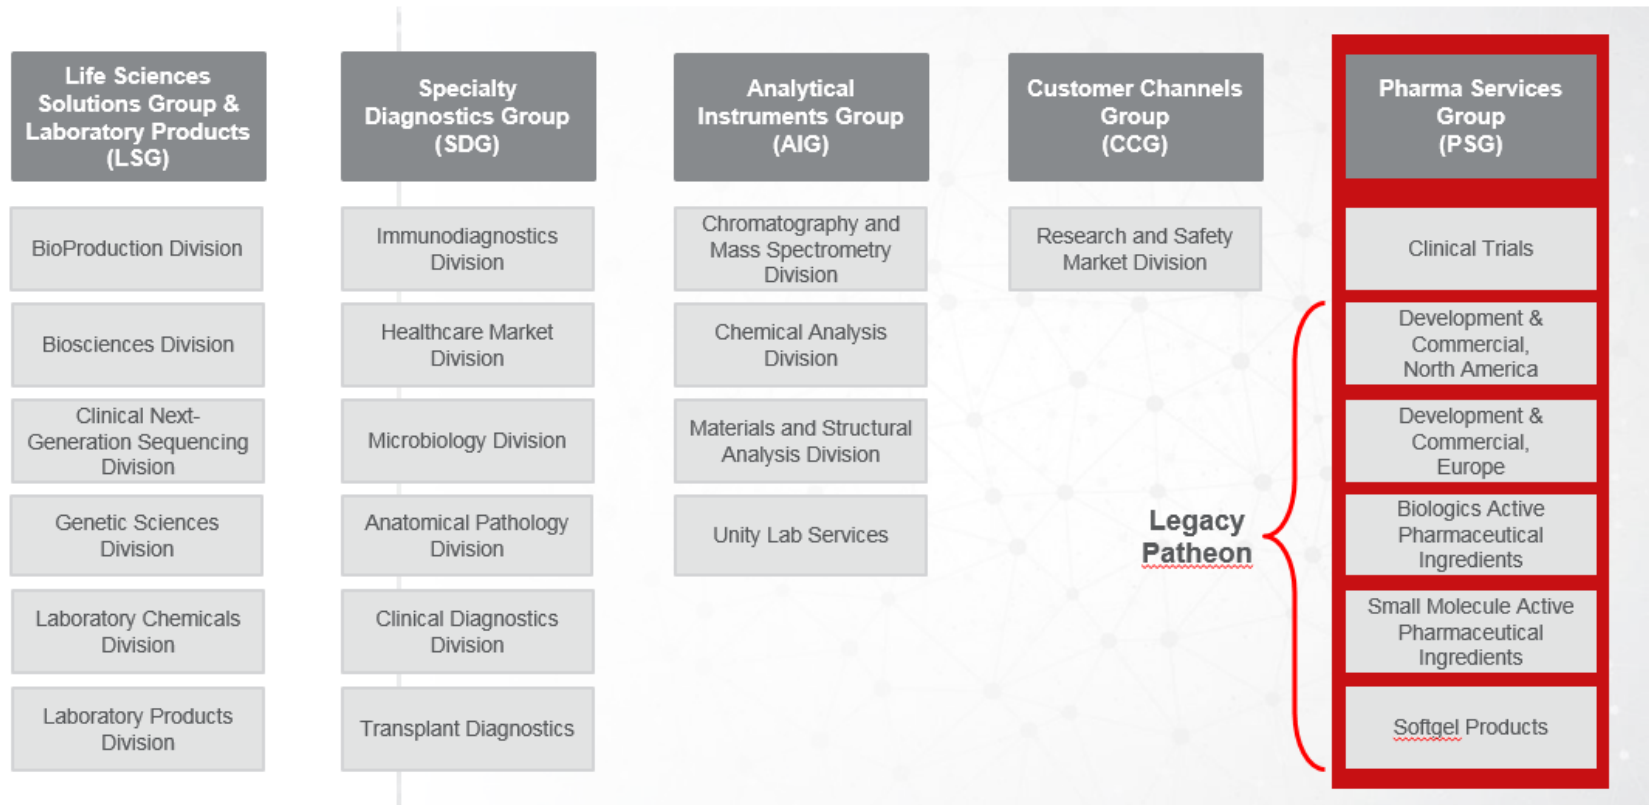 Life Sciences
Solutions Group &
Laboratory Products
(LSG)
BioProduction Division
Biosciences Division
Clinical Next-
Generation Sequencing
Division
Genetic Sciences
Division
Laboratory Chemicals
Division
Laboratory Products
Division
Specialty
Diagnostics Group
(SDG)
Immunodiagnostics
Division
Healthcare Market
Division
Microbiology Division
Anatomical Pathology
Division
Clinical Diagnostics
Division
Transplant Diagnostics
Analytical
Instruments Group
(AIG)
Chromatography and
Mass Spectrometry
Division
Chemical Analysis
Division
Materials and Structural
Analysis Division
Unity Lab Services
Customer Channels
Group
(CCG)
Research and Safety
Market Division
Legacy
Patheon
Pharma Services
Group
(PSG)
Clinical Trials
Development &
Commercial,
North America
Development &
Commercial,
Europe
Biologics Active
Pharmaceutical
Ingredients
Small Molecule Active
Pharmaceutical
Ingredients
Softgel Products